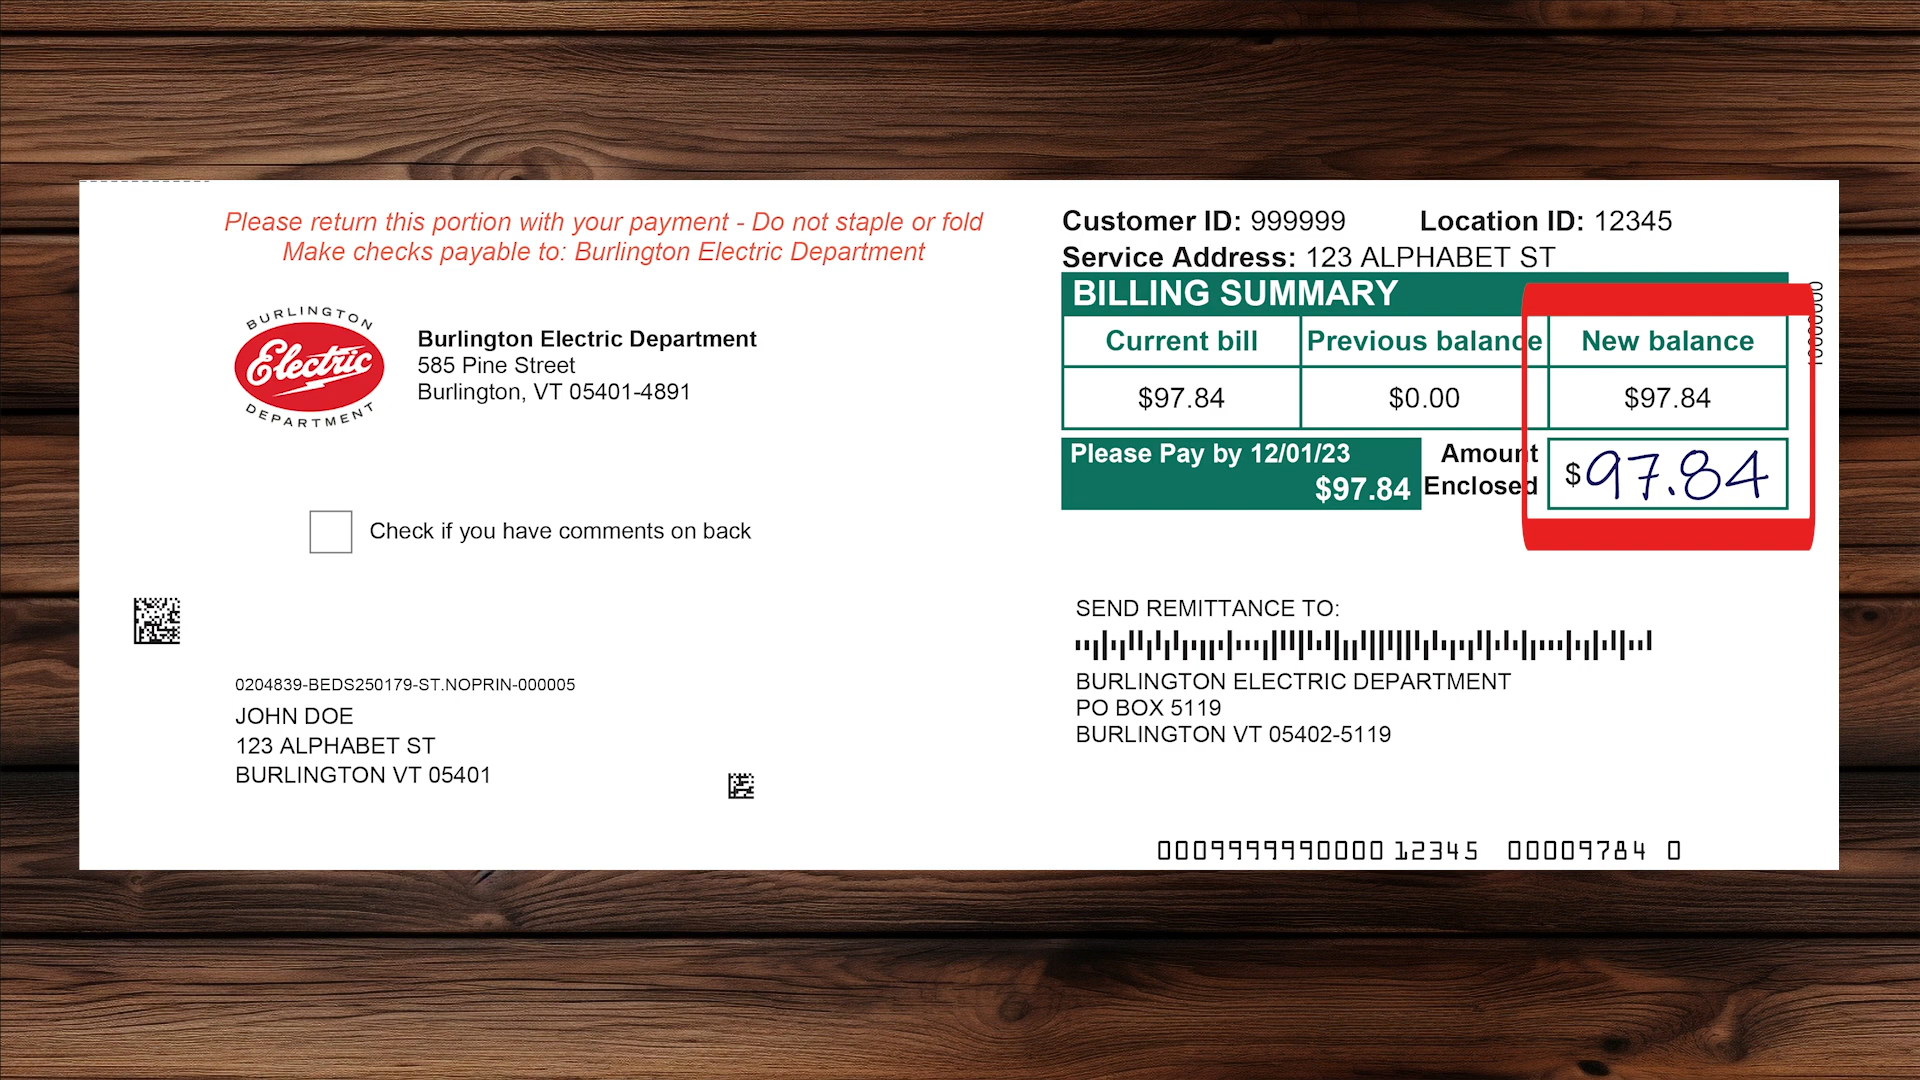 Please return this portion with your payment - Do not staple or fold
Make checks payable to: Burlington Electric Department
BURLINGTON
Electric
DEPARTMENT
Burlington Electric Department
585 Pine Street
Burlington, VT 05401-4891
Check if you have comments on back
0204839-BEDS250179-ST.NOPRIN-000005
JOHN DOE
123 ALPHABET ST
BURLINGTON VT 05401
Customer ID: 999999 Location ID: 12345
Service Address: 123 ALPHABET ST
BILLING SUMMARY
Current bill Previous balance New balance
$97.84 $0.00 $97.84
Please Pay by 12/01/23
$97.84
Amount
Enclosed
$97.84
SEND REMITTANCE TO:
BURLINGTON ELECTRIC DEPARTMENT
PO BOX 5119
BURLINGTON VT 05402-5119
0009999990000 12345 00009784 0